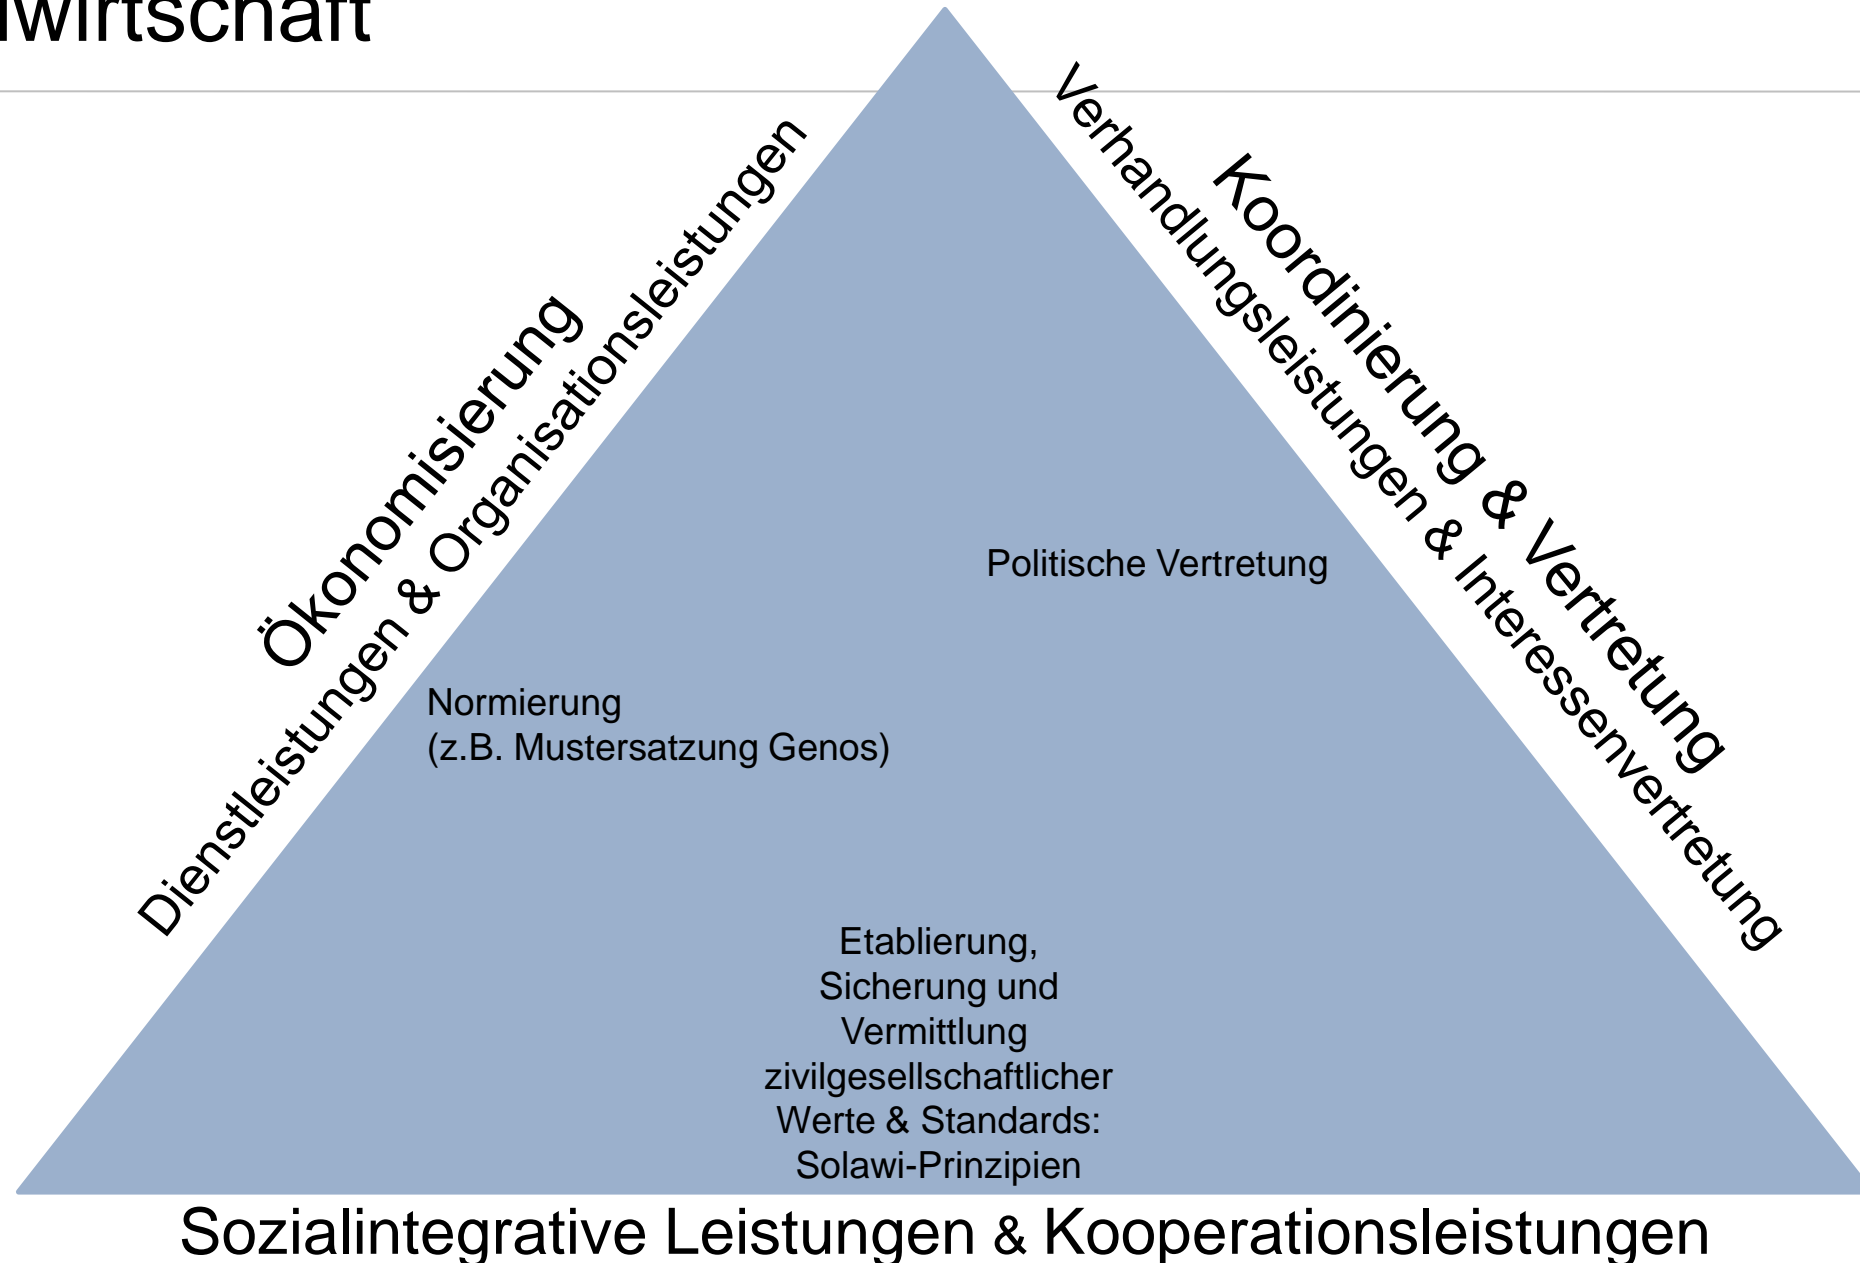 Ökonomisierung
Dienstleistungen & Organisationsleistungen
Verhandlungsleistungen & Interessenvertretung
Koordinierung & Vertretung
Politische Vertretung
Normierung
(z.B. Mustersatzung Genos)
Etablierung,
Sicherung und
Vermittlung
zivilgesellschaftlicher
Werte & Standards:
Solawi-Prinzipien
Sozialintegrative Leistungen & Kooperationsleistungen